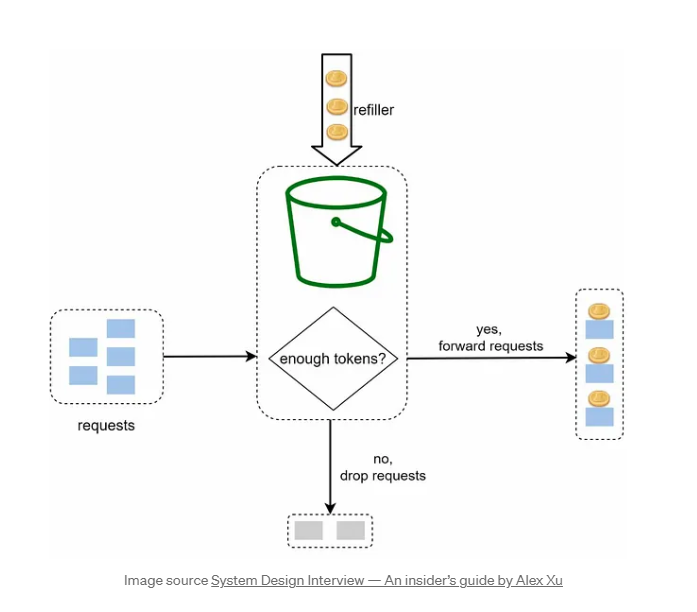 refiller
enough tokens?
yes,
forward requests
requests
no,
drop requests
Image source System Design Interview — An insider's guide by Alex Xu